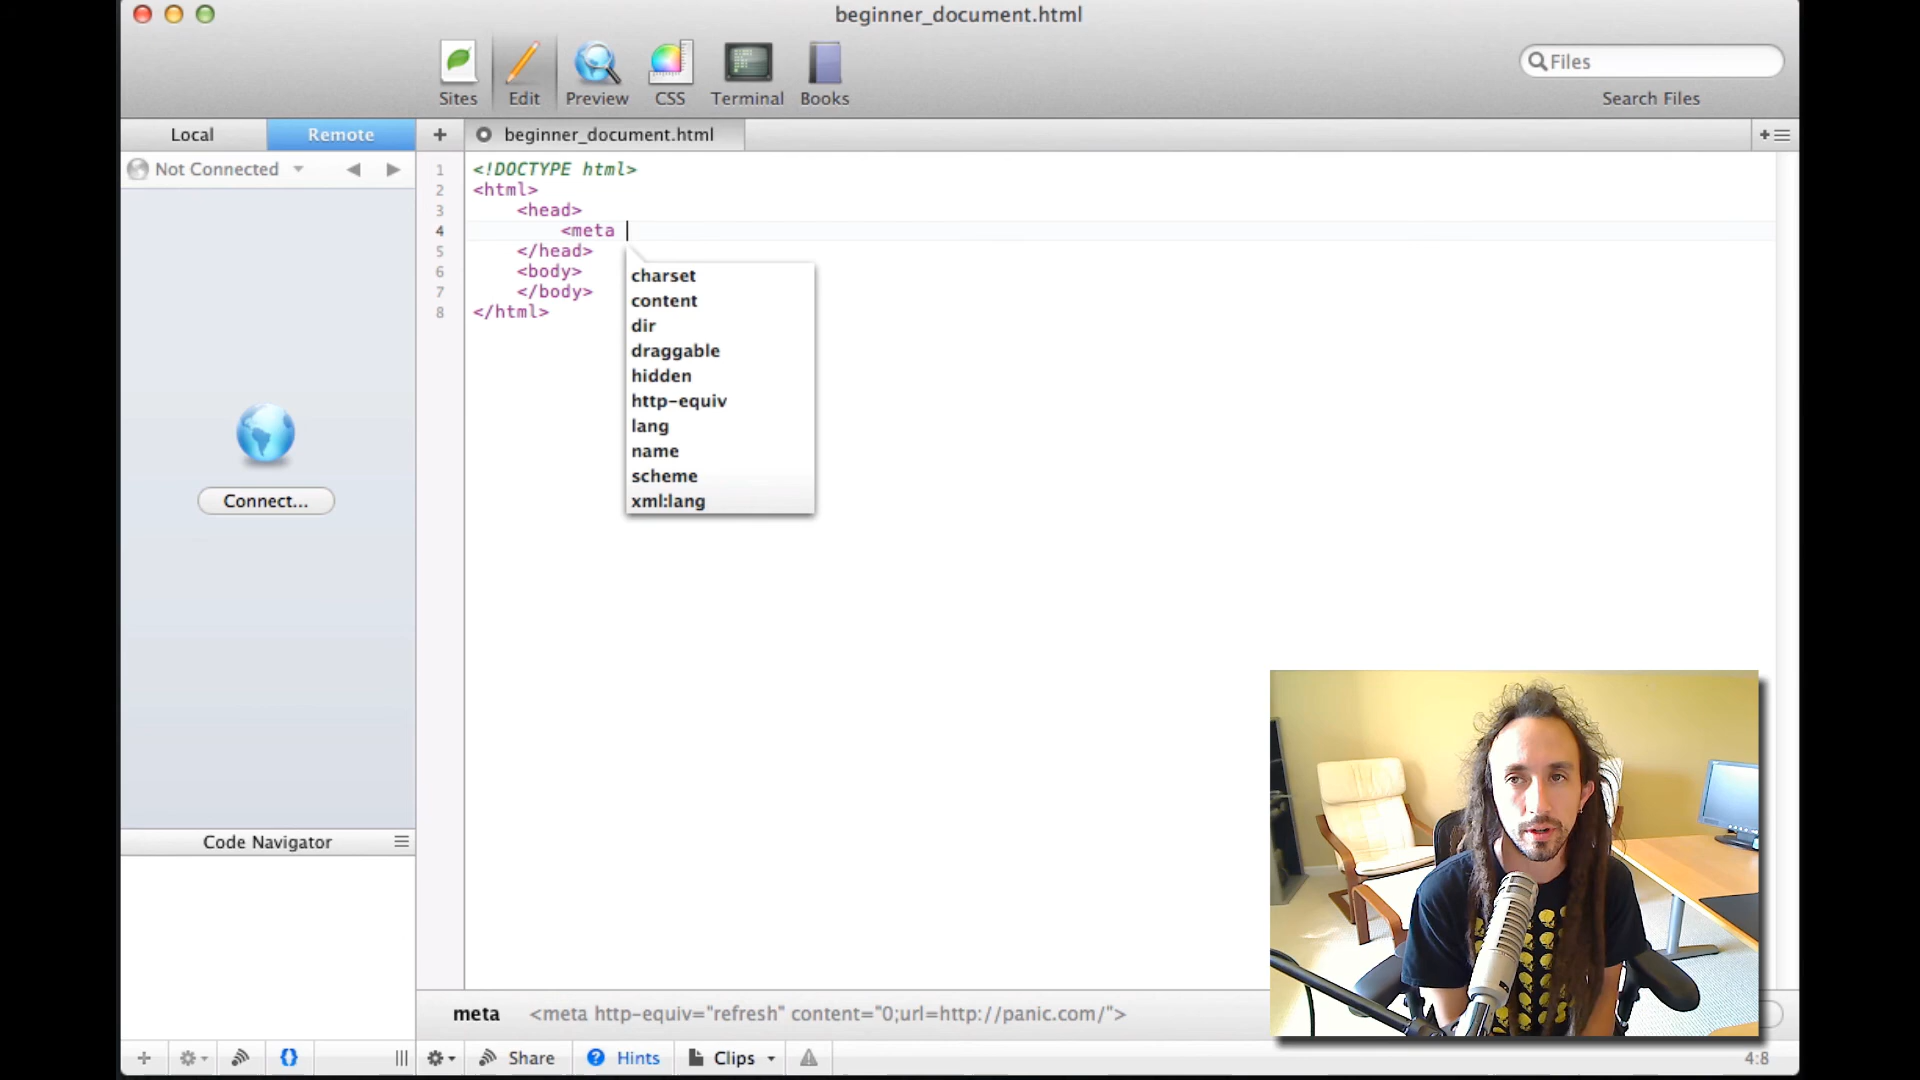 beginner_document.html
Sites
Edit
Preview
CSS
Terminal
Books
Files
Search Files
Local
Remote
+
beginner_document.html
Not Connected
1 <!DOCTYPE html>
2 <html>
3 <head>
4 <meta
5 </head>
6 <body>
7 </body>
8 </html>
charset
content
dir
draggable
hidden
http-equiv
lang
name
scheme
xml:lang
Connect...
Code Navigator
meta <meta http-equiv="refresh" content="0;url=http://panic.com/">
Share
Hints
Clips
4:8